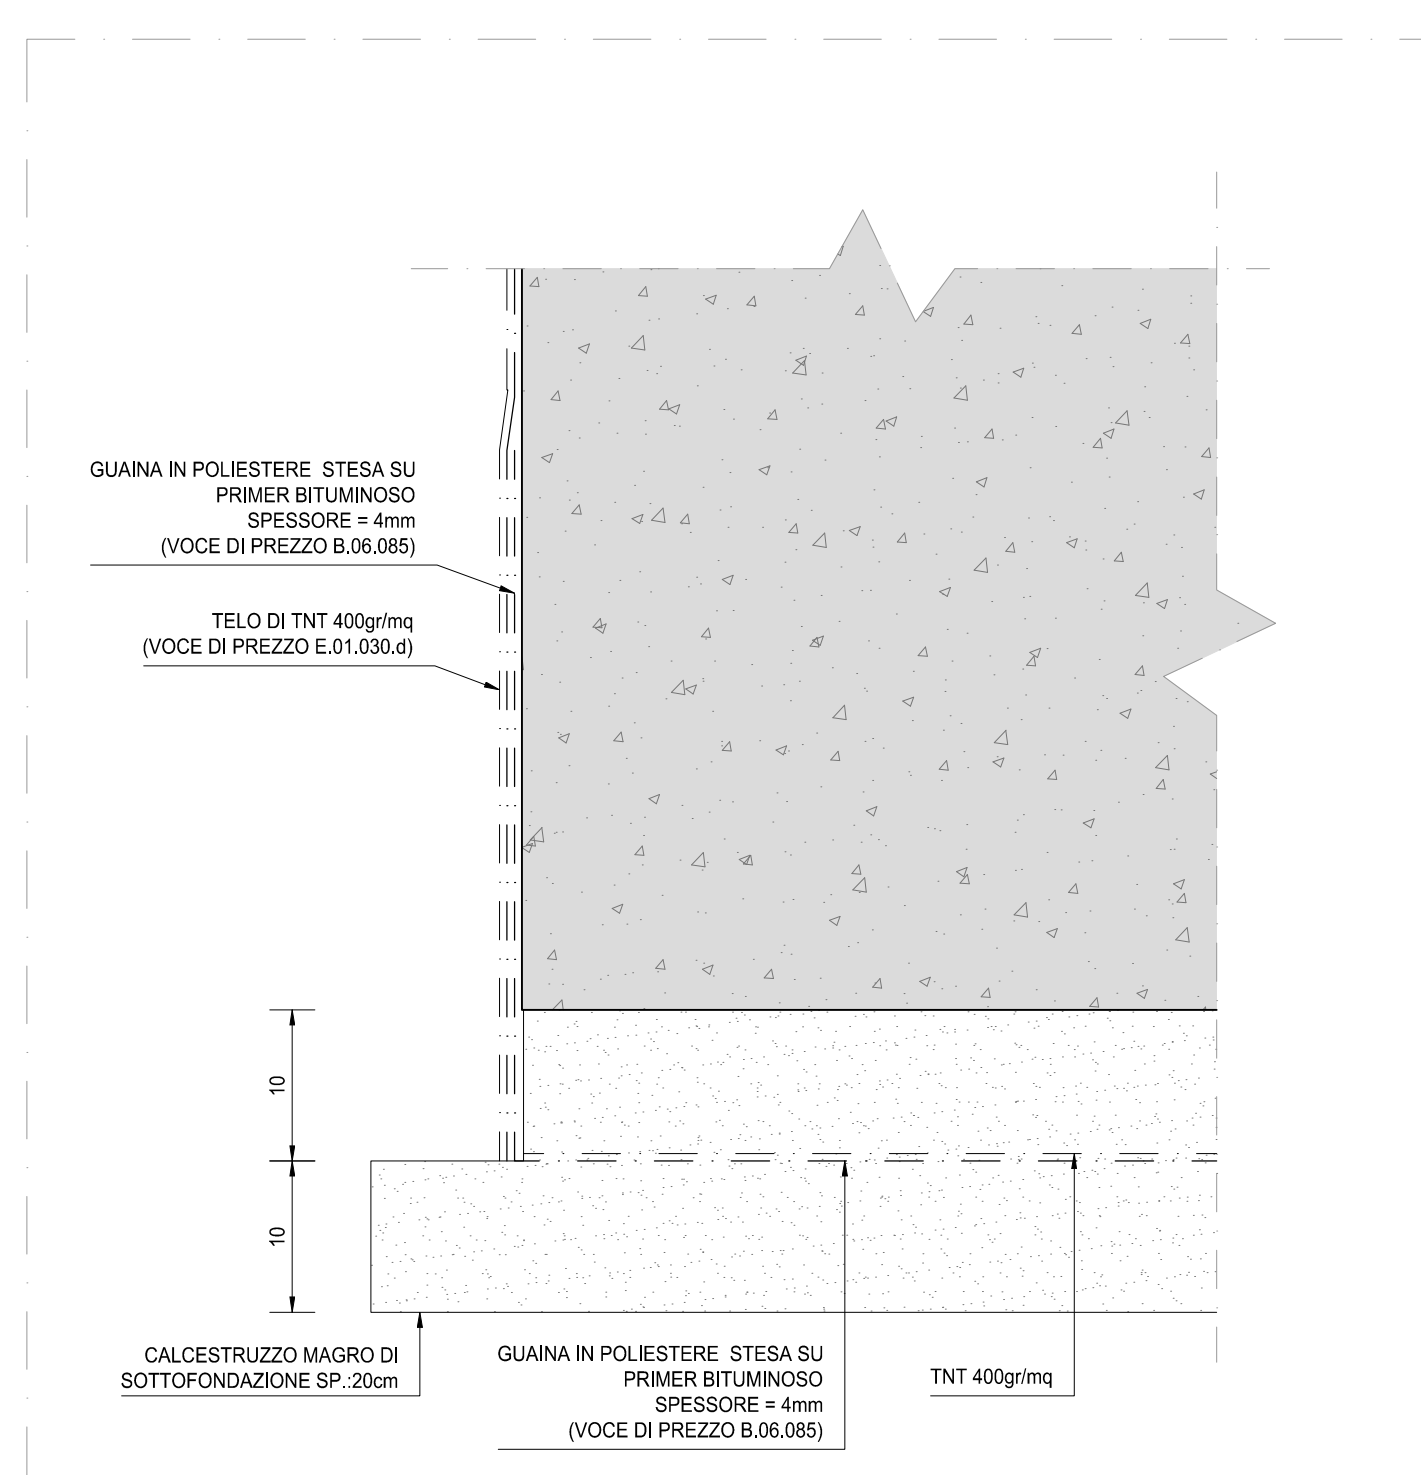 GUAINA IN POLIESTERE  STESA SU
PRIMER BITUMINOSO
SPESSORE = 4mm
(VOCE DI PREZZO B.06.085)
TELO DI TNT 400gr/mq
(VOCE DI PREZZO E.01.030.d)
10
10
CALCESTRUZZO MAGRO DI
SOTTOFONDAZIONE SP.:20cm
GUAINA IN POLIESTERE  STESA SU
PRIMER BITUMINOSO
SPESSORE = 4mm
(VOCE DI PREZZO B.06.085)
TNT 400gr/mq